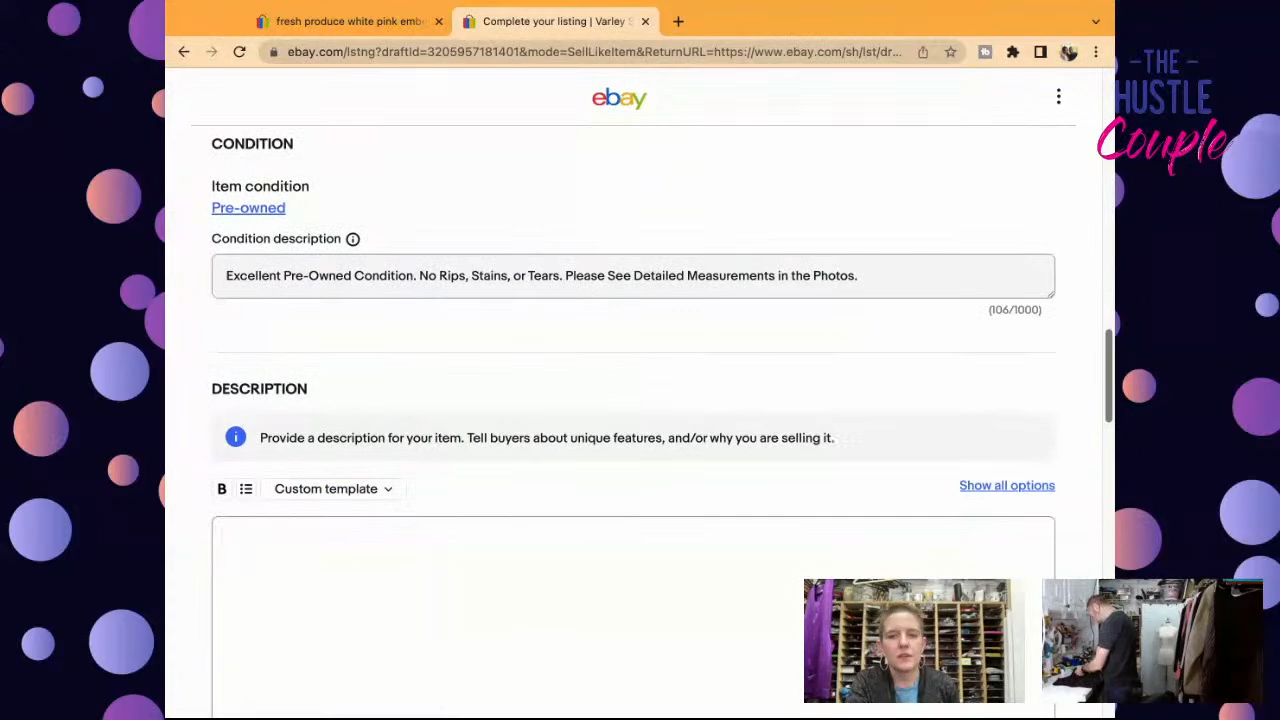 fresh produce white pink embe
Complete your listing | Varley S
ebay.com/lstng?draftId=3205957181401&mode=SellLikeItem&ReturnURL=https://www.ebay.com/sh/lst/dr...
-THE-
HUSTLE
Couple
ebay
CONDITION
Item condition
Pre-owned
Condition description
Excellent Pre-Owned Condition. No Rips, Stains, or Tears. Please See Detailed Measurements in the Photos.
(106/1000)
DESCRIPTION
Provide a description for your item. Tell buyers about unique features, and/or why you are selling it.
B
Custom template
Show all options